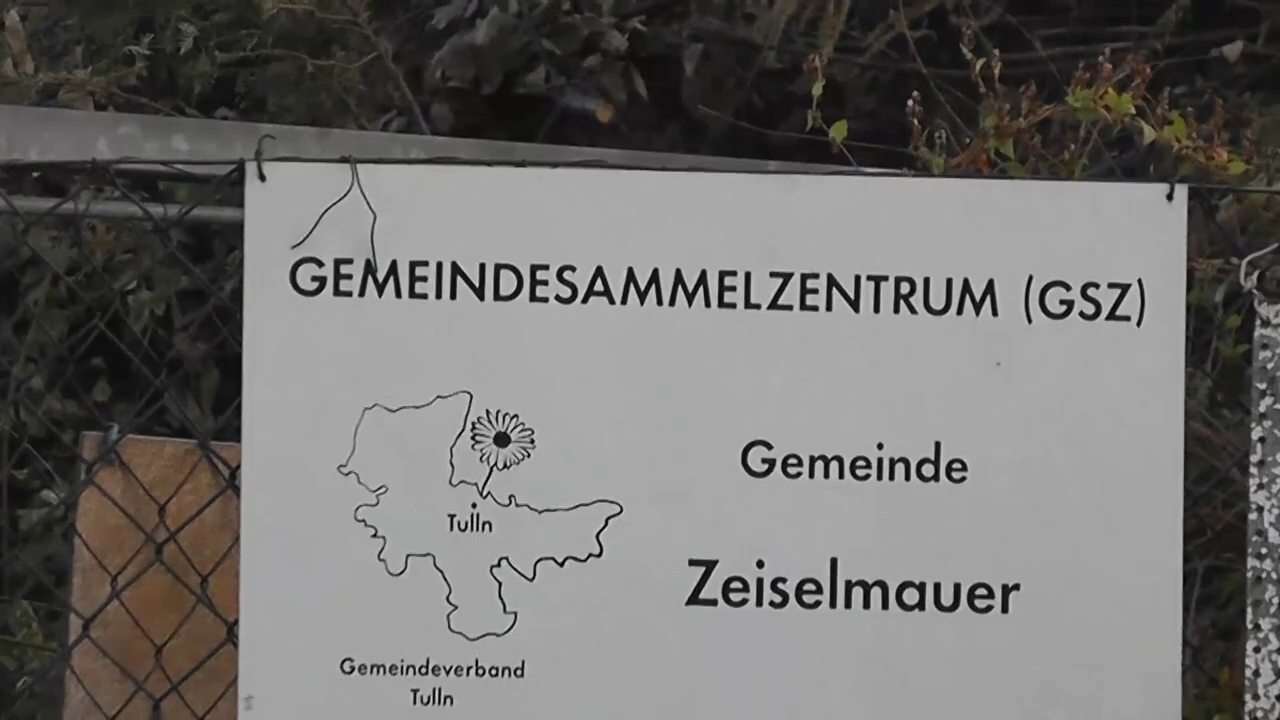 GEMEINDESAMMELZENTRUM (GSZ)
Gemeinde
Zeiselmauer
Tulln
Gemeindeverband
Tulln